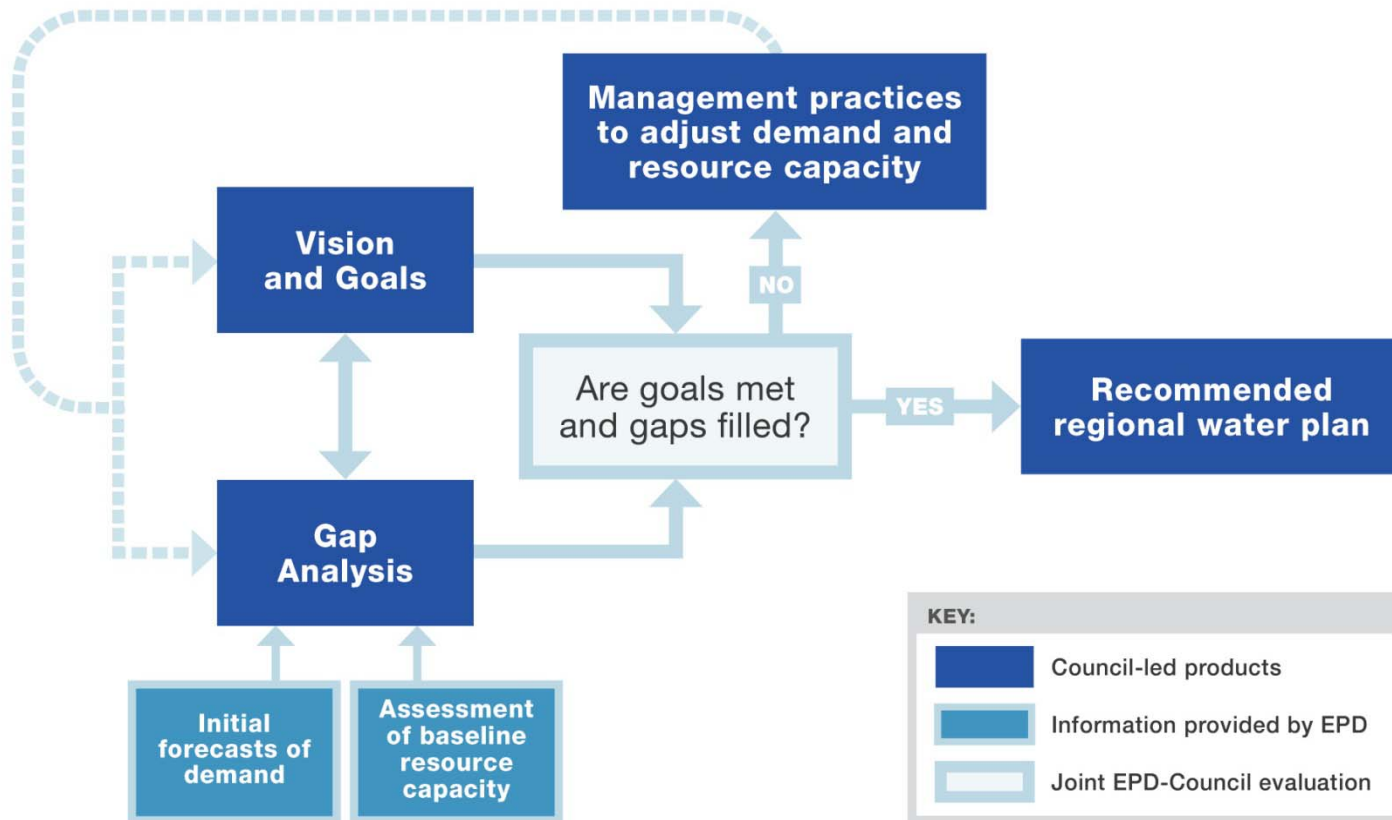 Management practices
to adjust demand and
resource capacity
Vision
and Goals
NO
Are goals met
and gaps filled?
YES
Recommended
regional water plan
Gap
Analysis
Initial
forecasts of
demand
Assessment
of baseline
resource
capacity
KEY:
Council-led products
Information provided by EPD
Joint EPD-Council evaluation